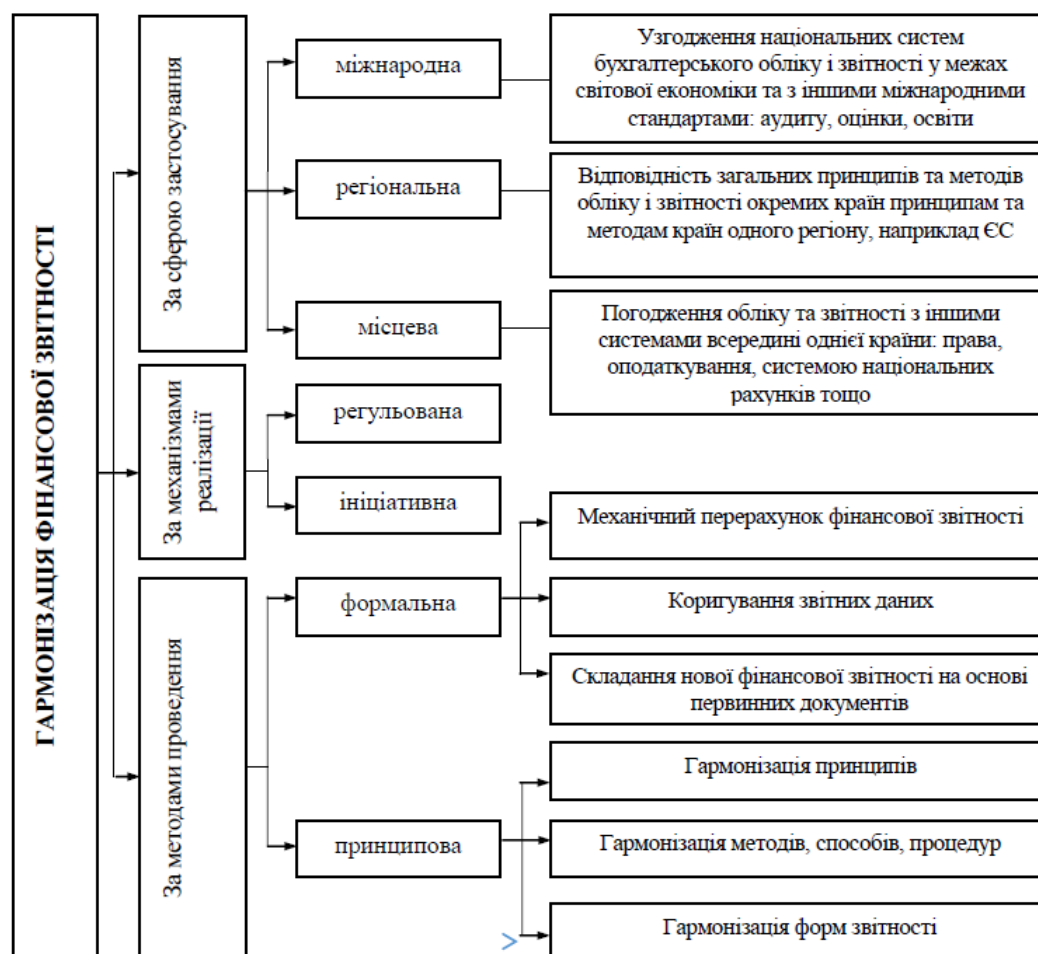 ГАРМОНІЗАЦІЯ ФІНАНСОВОЇ ЗВІТНОСТІ
За сферою застосування
міжнародна
Узгодження національних систем
бухгалтерського обліку і звітності у межах
світової економіки та з іншими міжнародними
стандартами: аудиту, оцінки, освіти
регіональна
Відповідність загальних принципів та методів
обліку і звітності окремих країн принципам та
методам країн одного регіону, наприклад ЄС
місцева
Погодження обліку та звітності з іншими
системами всередині однієї країни: права,
оподаткування, системою національних
рахунків тощо
За механізмами
реалізації
регульована
ініціативна
За методами проведення
формальна
Механічний перерахунок фінансової звітності
Коригування звітних даних
Складання нової фінансової звітності на основі
первинних документів
принципова
Гармонізація принципів
Гармонізація методів, способів, процедур
Гармонізація форм звітності